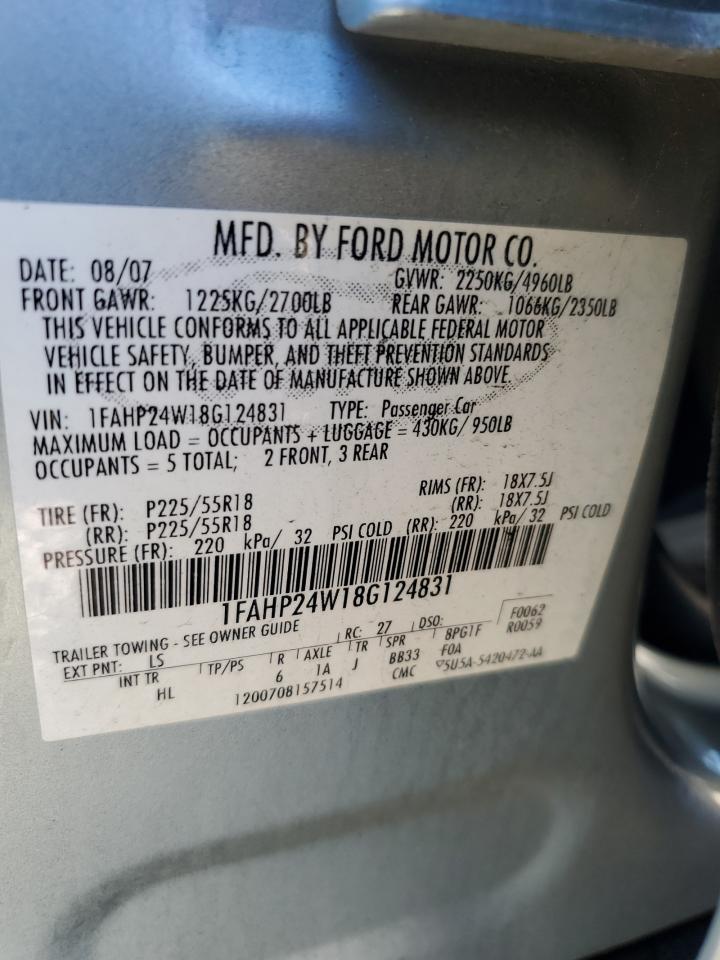 MFD. BY FORD MOTOR CO.
DATE: 08/07 GVWR: 2250KG/4960LB
FRONT GAWR: 1225KG/2700LB REAR GAWR: 1066KG/2350LB
THIS VEHICLE CONFORMS TO ALL APPLICABLE FEDERAL MOTOR
VEHICLE SAFETY, BUMPER, AND THEFT PREVENTION STANDARDS
IN EFFECT ON THE DATE OF MANUFACTURE SHOWN ABOVE.
VIN: 1FAHP24W18G124831 TYPE: Passenger Car
MAXIMUM LOAD = OCCUPANTS + LUGGAGE = 430KG/ 950LB
OCCUPANTS = 5 TOTAL; 2 FRONT, 3 REAR
TIRE (FR): P225/55R18 RIMS (FR): 18X7.5J
(RR): P225/55R18 (RR): 18X7.5J
PRESSURE (FR): 220 kPa/ 32 PSI COLD (RR): 220 kPa/ 32 PSI COLD
1FAHP24W18G124831
TRAILER TOWING - SEE OWNER GUIDE
F0062
EXT PNT: LS RC: 27 DSO: R0059
INT TR TP/PS R AXLE TR SPR 8PG1F
HL 6 1A J BB33 F0A
1200708157514 CMC 5U5A-5420472-AA